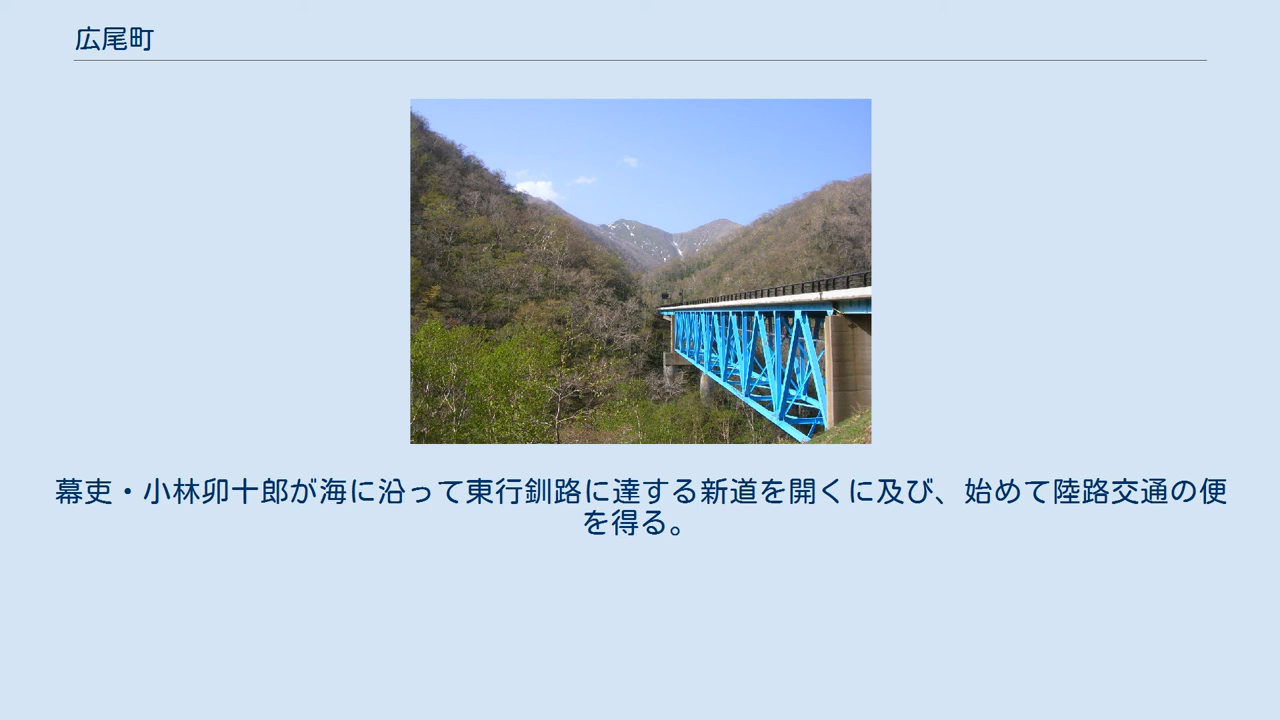 広尾町
幕吏・小林卯十郎が海に沿って東行釧路に達する新道を開くに及び、始めて陸路交通の便
を得る。